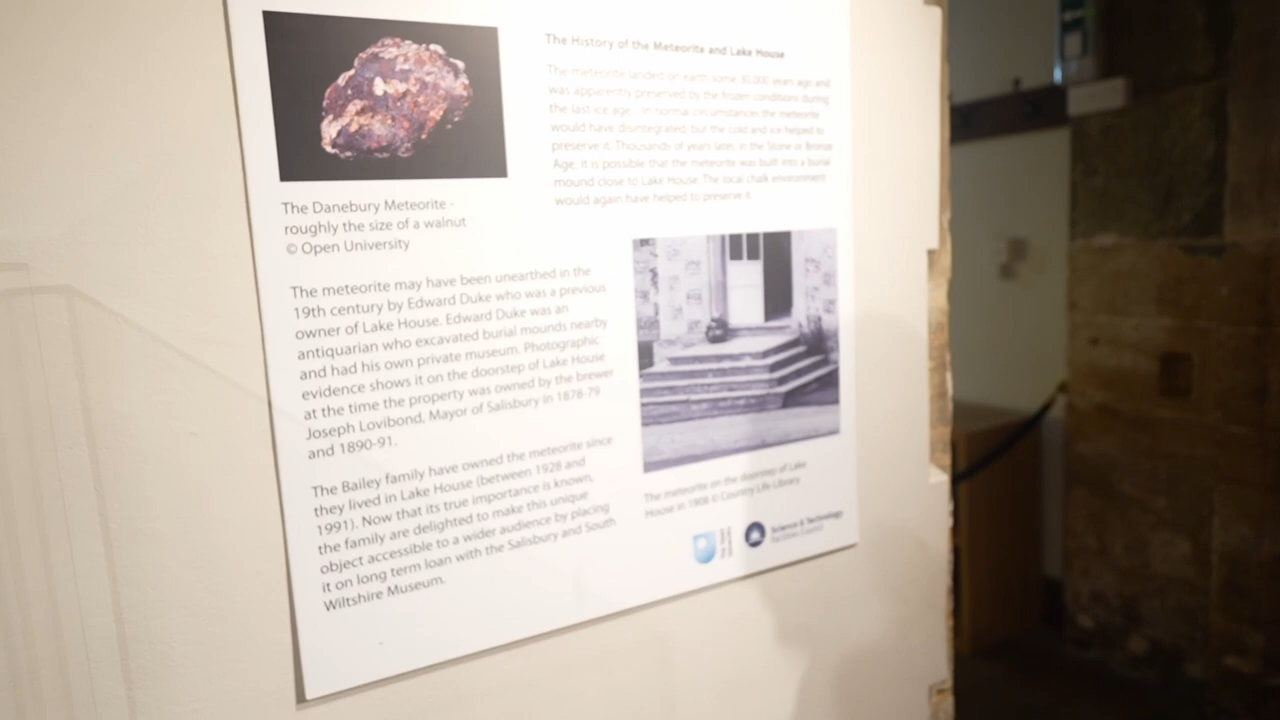 The Danebury Meteorite -
roughly the size of a walnut
© Open University
The meteorite may have been unearthed in the
19th century by Edward Duke who was a previous
owner of Lake House. Edward Duke was an
antiquarian who excavated burial mounds nearby
and had his own private museum. Photographic
evidence shows it on the doorstep of Lake House
at the time the property was owned by the brewer
Joseph Lovibond, Mayor of Salisbury in 1878-79
and 1890-91.
The Bailey family have owned the meteorite since
they lived in Lake House (between 1928 and
1991). Now that its true importance is known,
the family are delighted to make this unique
object accessible to a wider audience by placing
it on long term loan with the Salisbury and South
Wiltshire Museum.
The History of the Meteorite and Lake House
The meteorite landed on earth some 30,000 years ago and
was apparently preserved by the frozen conditions during
the last ice age. In normal circumstances the meteorite
would have disintegrated, but the cold and ice helped to
preserve it. Thousands of years later, in the Stone or Bronze
Age, it is possible that the meteorite was built into a burial
mound close to Lake House. The local chalk environment
would again have helped to preserve it.
The meteorite on the doorstep of Lake
House in 1908 © Country Life Library
Science & Technology
Facilities Council